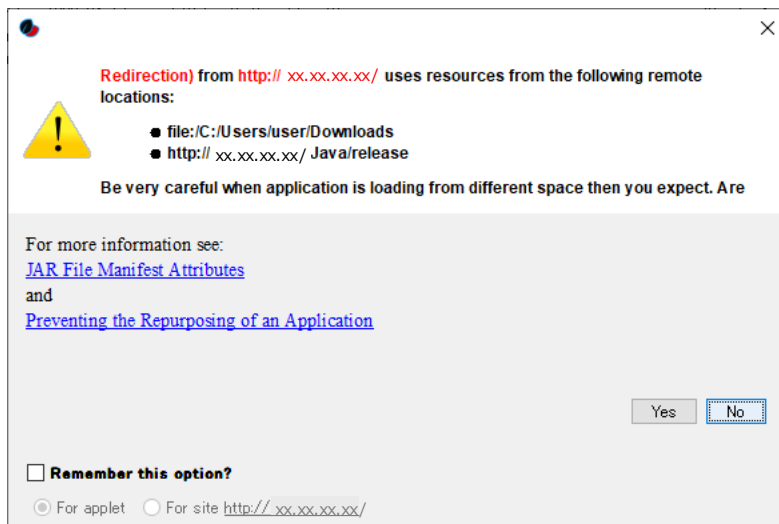 Redirection) from http:// xx.xx.xx.xx/ uses resources from the following remote
locations:
file:/C:/Users/user/Downloads
http:// xx.xx.xx.xx/ Java/release
Be very careful when application is loading from different space then you expect. Are
For more information see:
JAR File Manifest Attributes
and
Preventing the Repurposing of an Application
Yes No
Remember this option?
For applet For site http:// xx.xx.xx.xx/